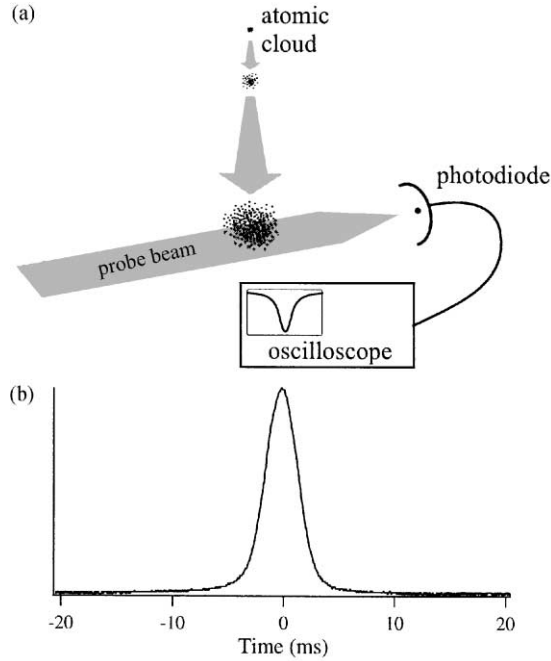 (a)
atomic
cloud
photodiode
probe beam
oscilloscope
(b)
-20 -10 0 10 20
Time (ms)